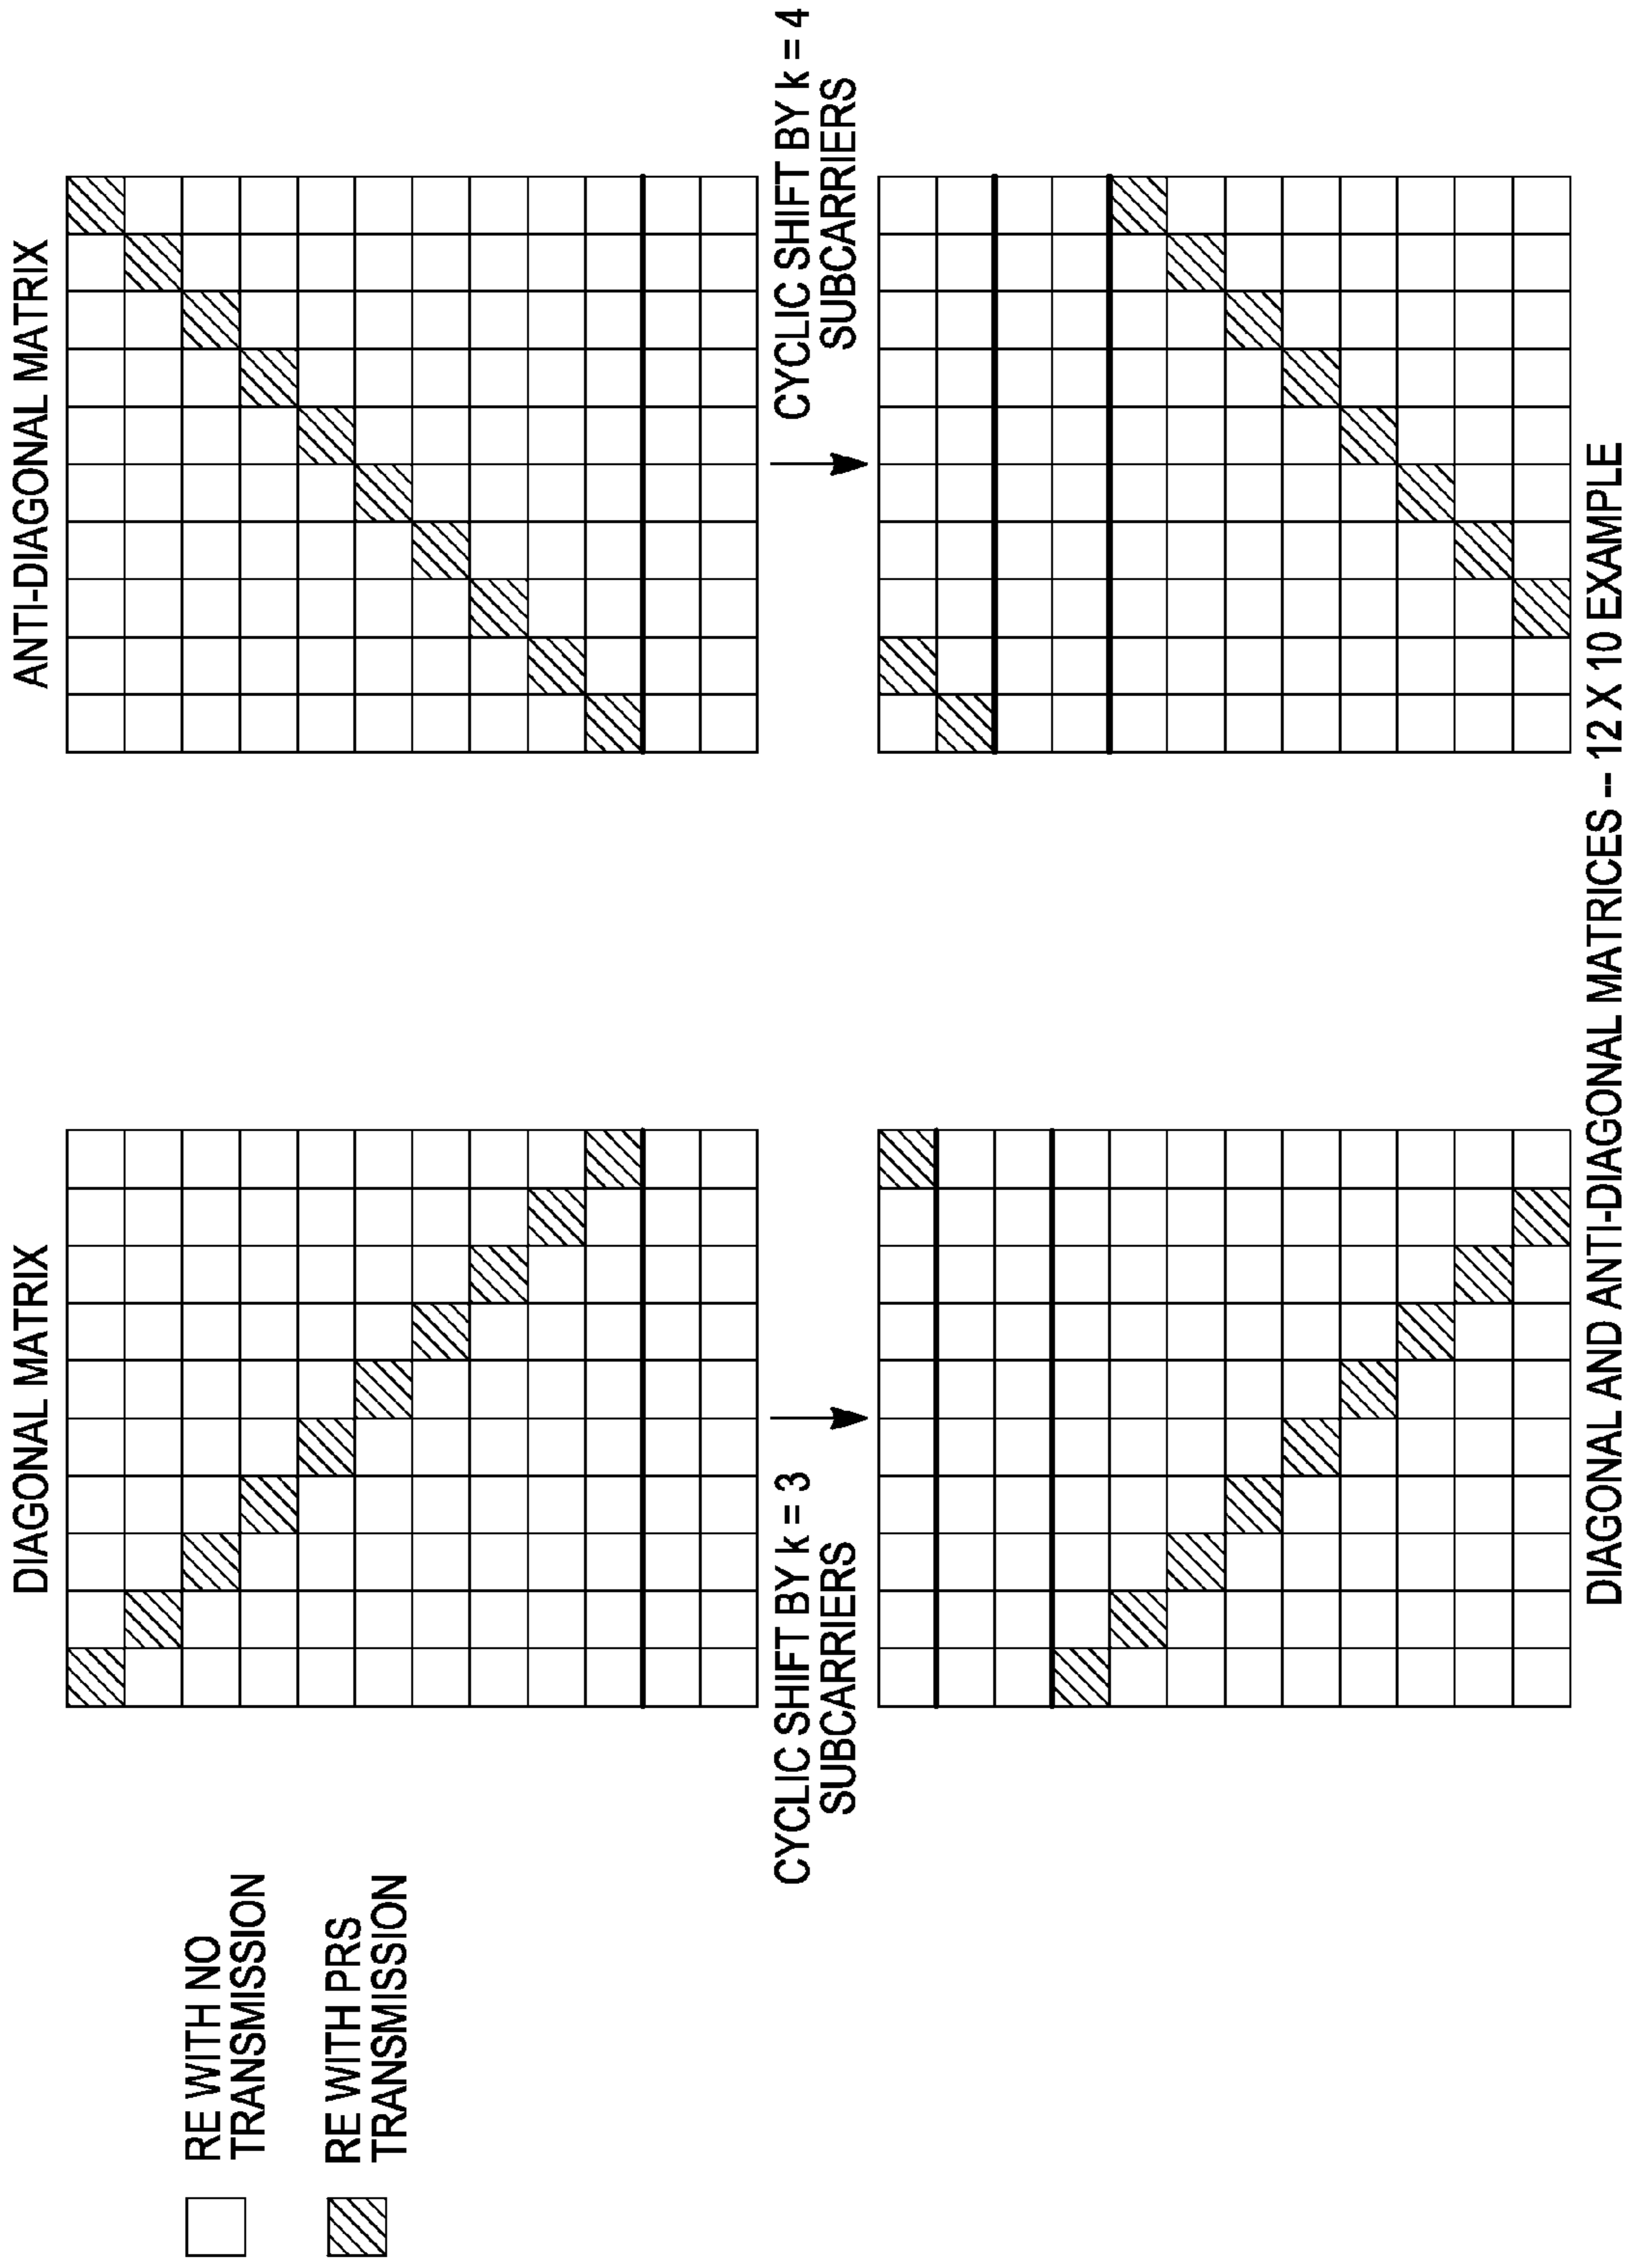 RE WITH NO
TRANSMISSION
RE WITH PRS
TRANSMISSION
DIAGONAL MATRIX
CYCLIC SHIFT BY k = 3
SUBCARRIERS
ANTI-DIAGONAL MATRIX
CYCLIC SHIFT BY k = 4
SUBCARRIERS
DIAGONAL AND ANTI-DIAGONAL MATRICES -- 12 X 10 EXAMPLE